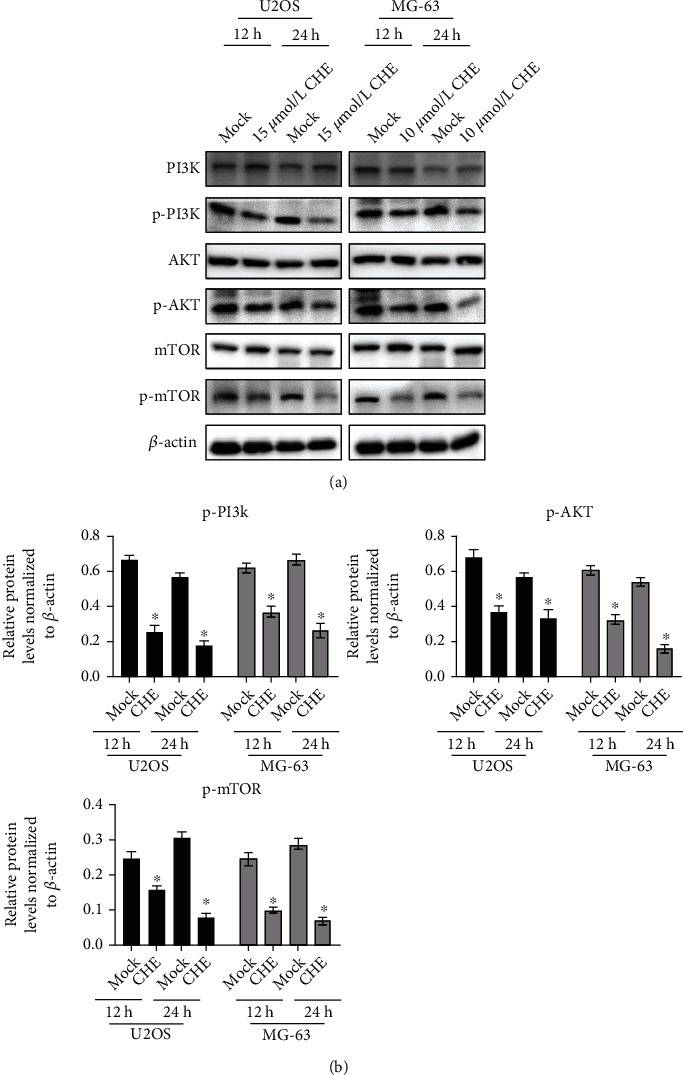 U2OS MG-63
12 h 24 h 12 h 24 h
Mock 15 μmol/L CHE Mock 15 μmol/L CHE Mock 10 μmol/L CHE Mock 10 μmol/L CHE
PI3K
p-PI3K
AKT
p-AKT
mTOR
p-mTOR
β-actin
(a)
p-PI3k
Relative protein
levels normalized
to β-actin
0.8
0.6
0.4
0.2
0.0
* * * *
Mock CHE Mock CHE Mock CHE Mock CHE
12 h 24 h 12 h 24 h
U2OS MG-63
p-AKT
Relative protein
levels normalized
to β-actin
0.8
0.6
0.4
0.2
0.0
* * * *
Mock CHE Mock CHE Mock CHE Mock CHE
12 h 24 h 12 h 24 h
U2OS MG-63
p-mTOR
Relative protein
levels normalized
to β-actin
0.4
0.3
0.2
0.1
0.0
* * * *
Mock CHE Mock CHE Mock CHE Mock CHE
12 h 24 h 12 h 24 h
U2OS MG-63
(b)